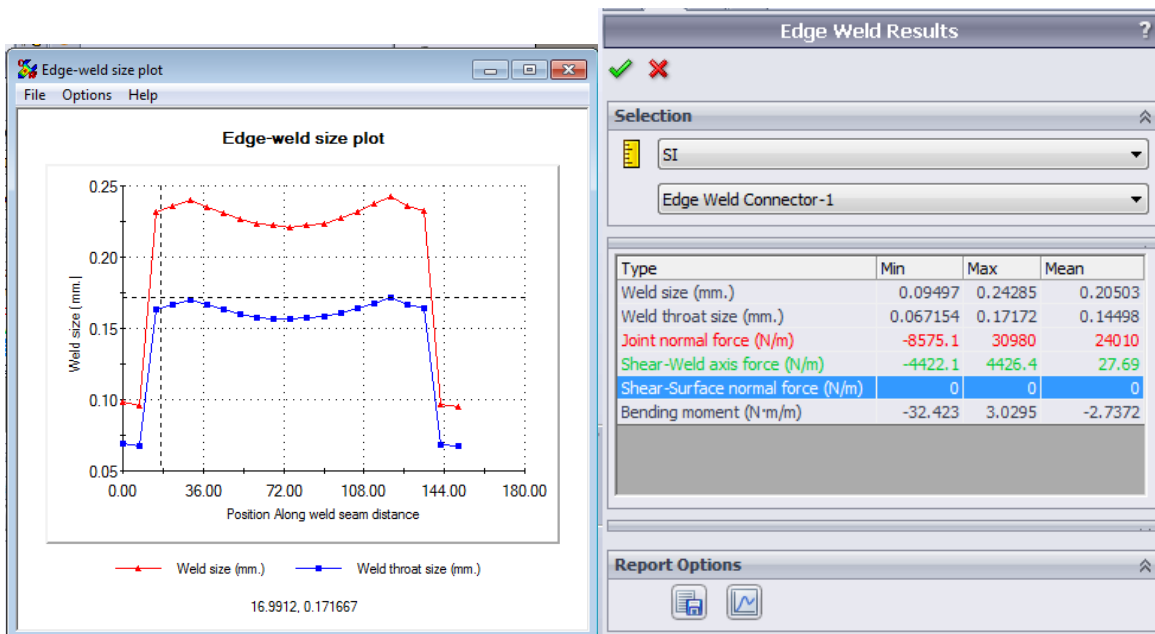 Edge-weld size plot
File Options Help
Edge-weld size plot
0.25
0.20
0.15
0.10
0.05
Weld size (mm.)
0.00 36.00 72.00 108.00 144.00 180.00
Position Along weld seam distance
Weld size (mm.) Weld throat size (mm.)
16.9912, 0.171667
Edge Weld Results ?
Selection
SI
Edge Weld Connector-1
Type Min Max Mean
Weld size (mm.) 0.09497 0.24285 0.20503
Weld throat size (mm.) 0.067154 0.17172 0.14498
Joint normal force (N/m) -8575.1 30980 24010
Shear-Weld axis force (N/m) -4422.1 4426.4 27.69
Shear-Surface normal force (N/m) 0 0 0
Bending moment (N·m/m) -32.423 3.0295 -2.7372
Report Options